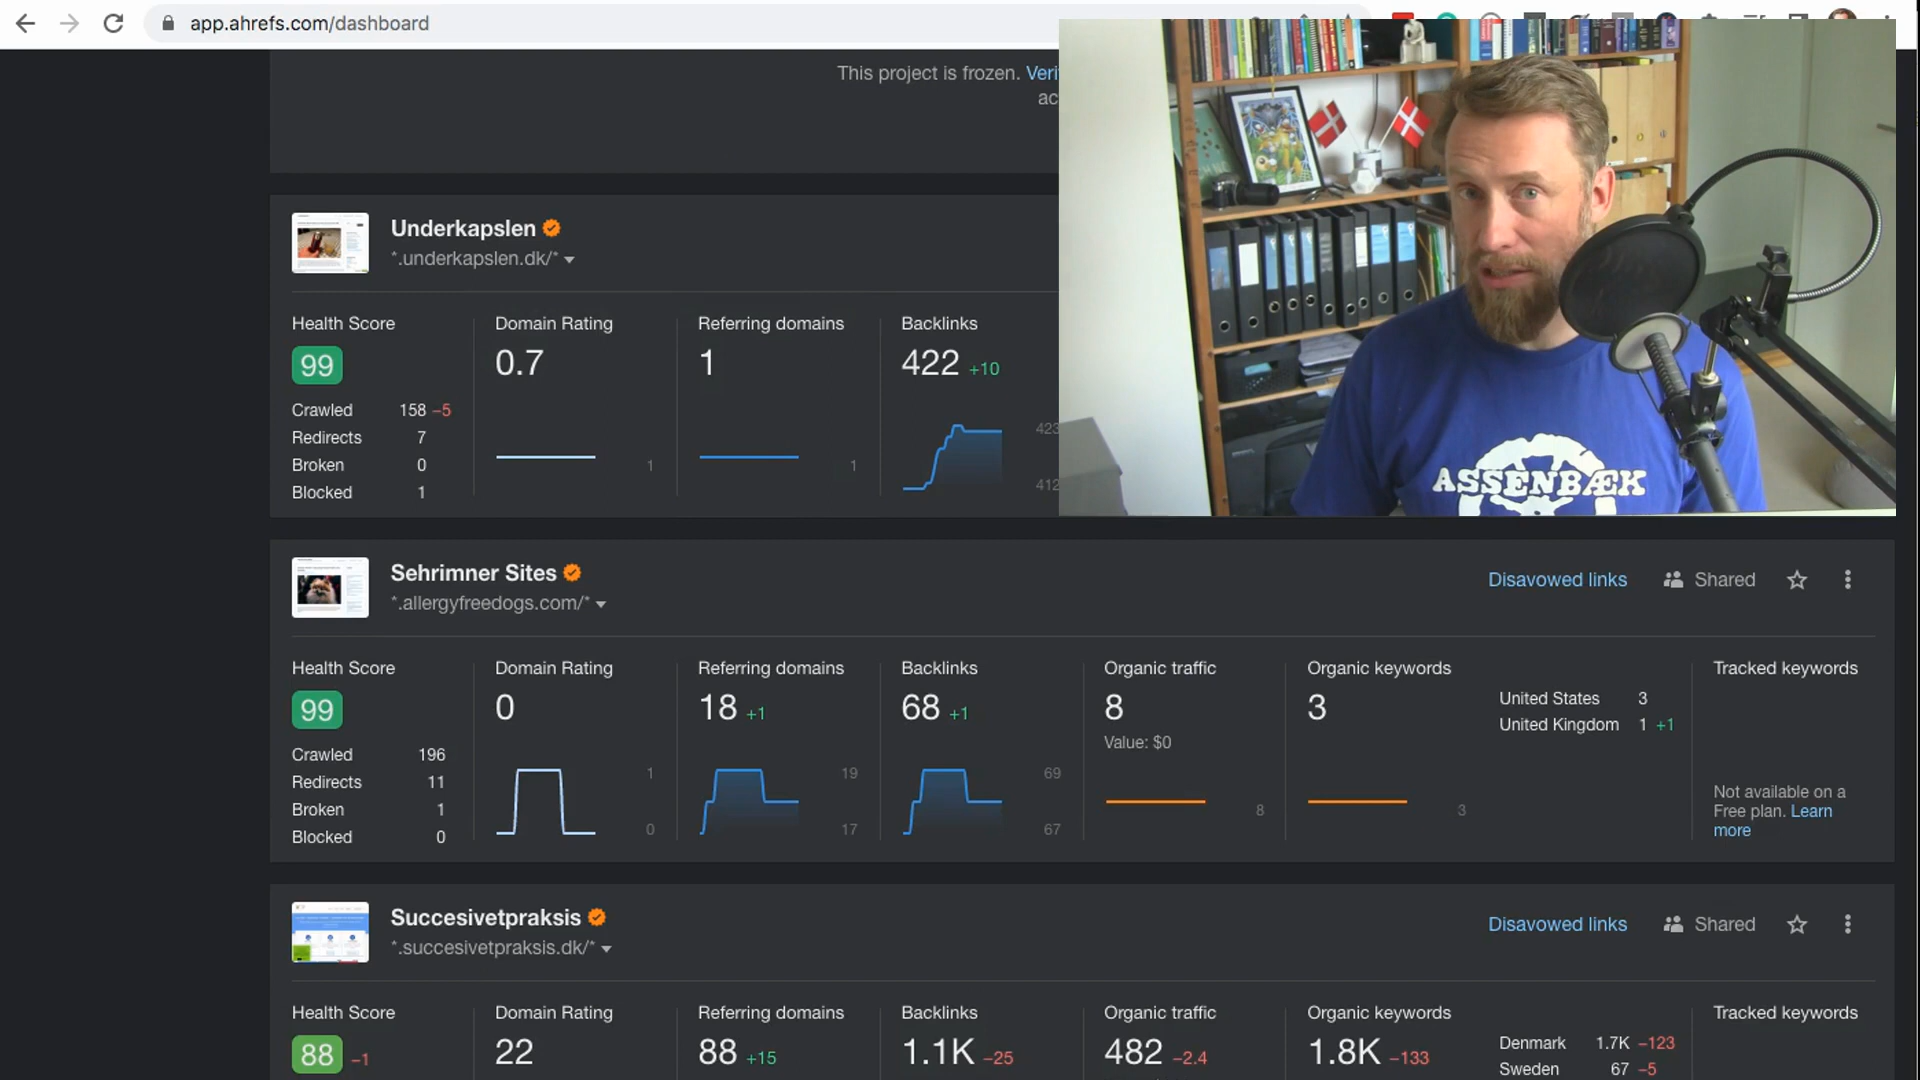 app.ahrefs.com/dashboard
This project is frozen. Veri
ac
Underkapslen
*.underkapslen.dk/*
Health Score
Domain Rating
Referring domains
Backlinks
99
0.7
1
422 +10
Crawled 158 −5
Redirects 7
Broken 0
Blocked 1
1
1
423
412
ASSENBÆK
Sehrimner Sites
*.allergyfreedogs.com/*
Disavowed links
Shared
Health Score
Domain Rating
Referring domains
Backlinks
Organic traffic
Organic keywords
Tracked keywords
99
0
18 +1
68 +1
8
Value: $0
3
United States 3
United Kingdom 1 +1
Crawled 196
Redirects 11
Broken 1
Blocked 0
1
0
19
17
69
67
8
3
Not available on a
Free plan. Learn
more
Succesivetpraksis
*.succesivetpraksis.dk/*
Disavowed links
Shared
Health Score
Domain Rating
Referring domains
Backlinks
Organic traffic
Organic keywords
Tracked keywords
88 −1
22
88 +15
1.1K −25
482 −2.4
1.8K −133
Denmark 1.7K −123
Sweden 67 −5